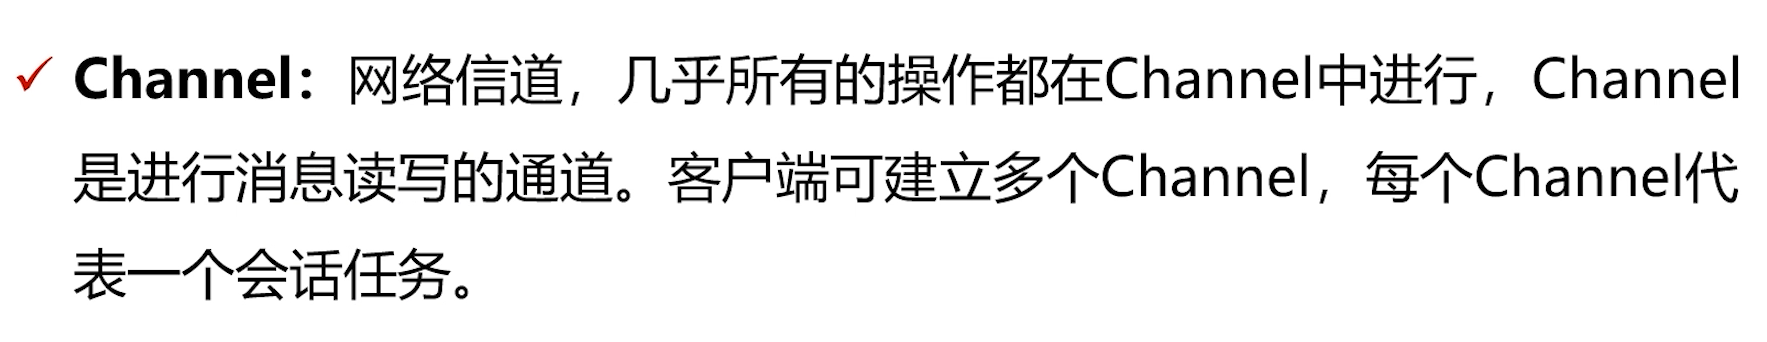 ✓ Channel：网络信道，几乎所有的操作都在Channel中进行，Channel
是进行消息读写的通道。客户端可建立多个Channel，每个Channel代
表一个会话任务。